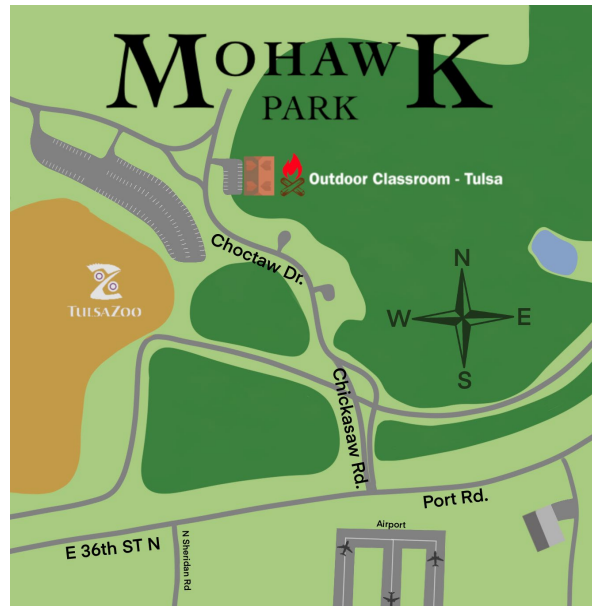 MOHAWK
PARK
Outdoor Classroom - Tulsa
Choctaw Dr.
TULSAZOO
N
W
E
S
Chickasaw Rd.
Port Rd.
E 36th ST N
N Sheridan Rd
Airport